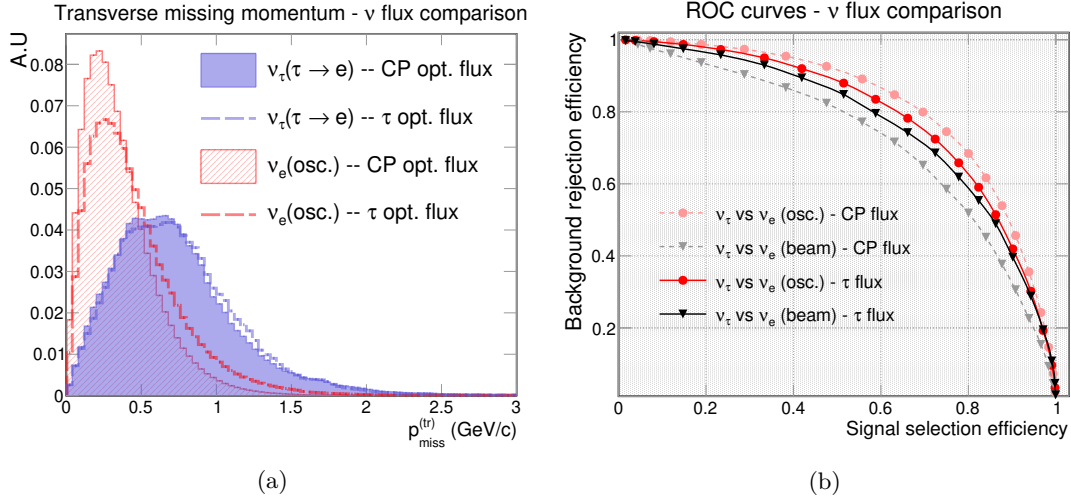 Transverse missing momentum - ν flux comparison
A.U
0.08
0.07
0.06
0.05
0.04
0.03
0.02
0.01
0
ν_τ(τ → e) -- CP opt. flux
ν_τ(τ → e) -- τ opt. flux
ν_e(osc.) -- CP opt. flux
ν_e(osc.) -- τ opt. flux
0 0.5 1 1.5 2 2.5 3
p_miss^(tr) (GeV/c)
(a)
ROC curves - ν flux comparison
Background rejection efficiency
1
0.8
0.6
0.4
0.2
ν_τ vs ν_e (osc.) - CP flux
ν_τ vs ν_e (beam) - CP flux
ν_τ vs ν_e (osc.) - τ flux
ν_τ vs ν_e (beam) - τ flux
0 0.2 0.4 0.6 0.8 1
Signal selection efficiency
(b)